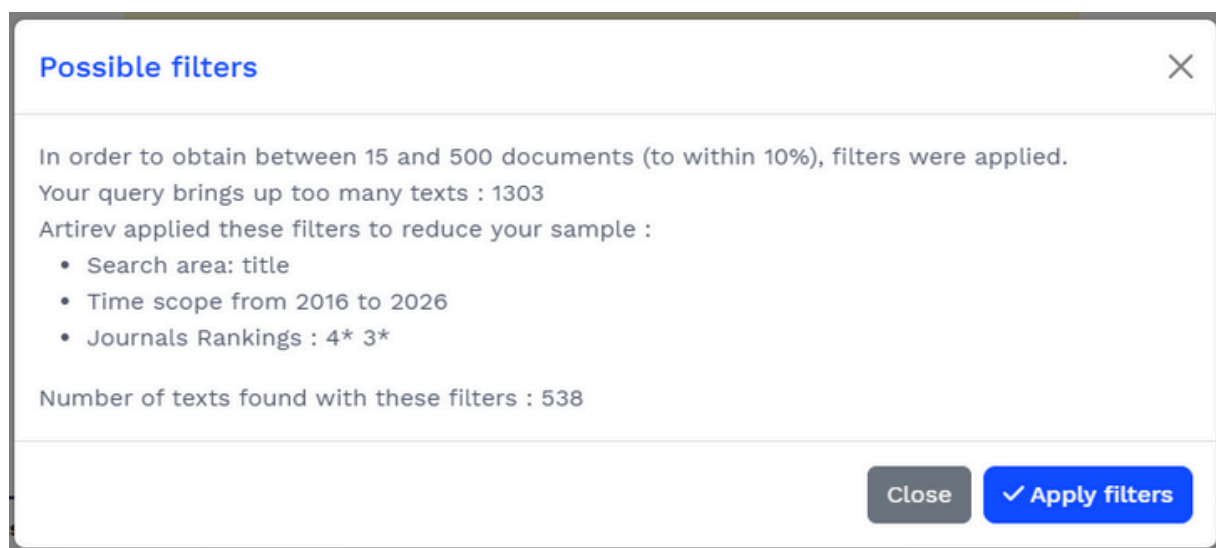 Possible filters
In order to obtain between 15 and 500 documents (to within 10%), filters were applied.
Your query brings up too many texts : 1303
Artirev applied these filters to reduce your sample :
• Search area: title
• Time scope from 2016 to 2026
• Journals Rankings : 4* 3*
Number of texts found with these filters : 538
Close ✓ Apply filters